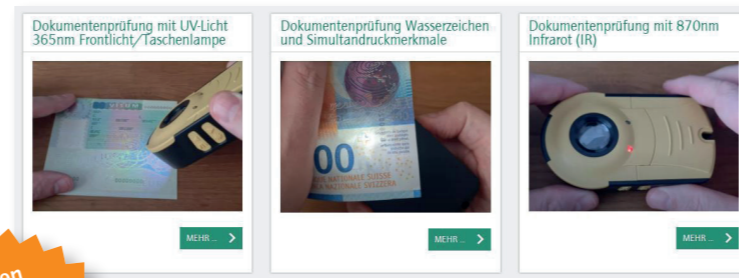 Dokumentenprüfung mit UV-Licht
365nm Frontlicht/Taschenlampe
MEHR ...
Dokumentenprüfung Wasserzeichen
und Simultandruckmerkmale
00
NALE SUISSE
NAZIONALE SVIZZERA
MEHR ...
Dokumentenprüfung mit 870nm
Infrarot (IR)
MEHR ...
en